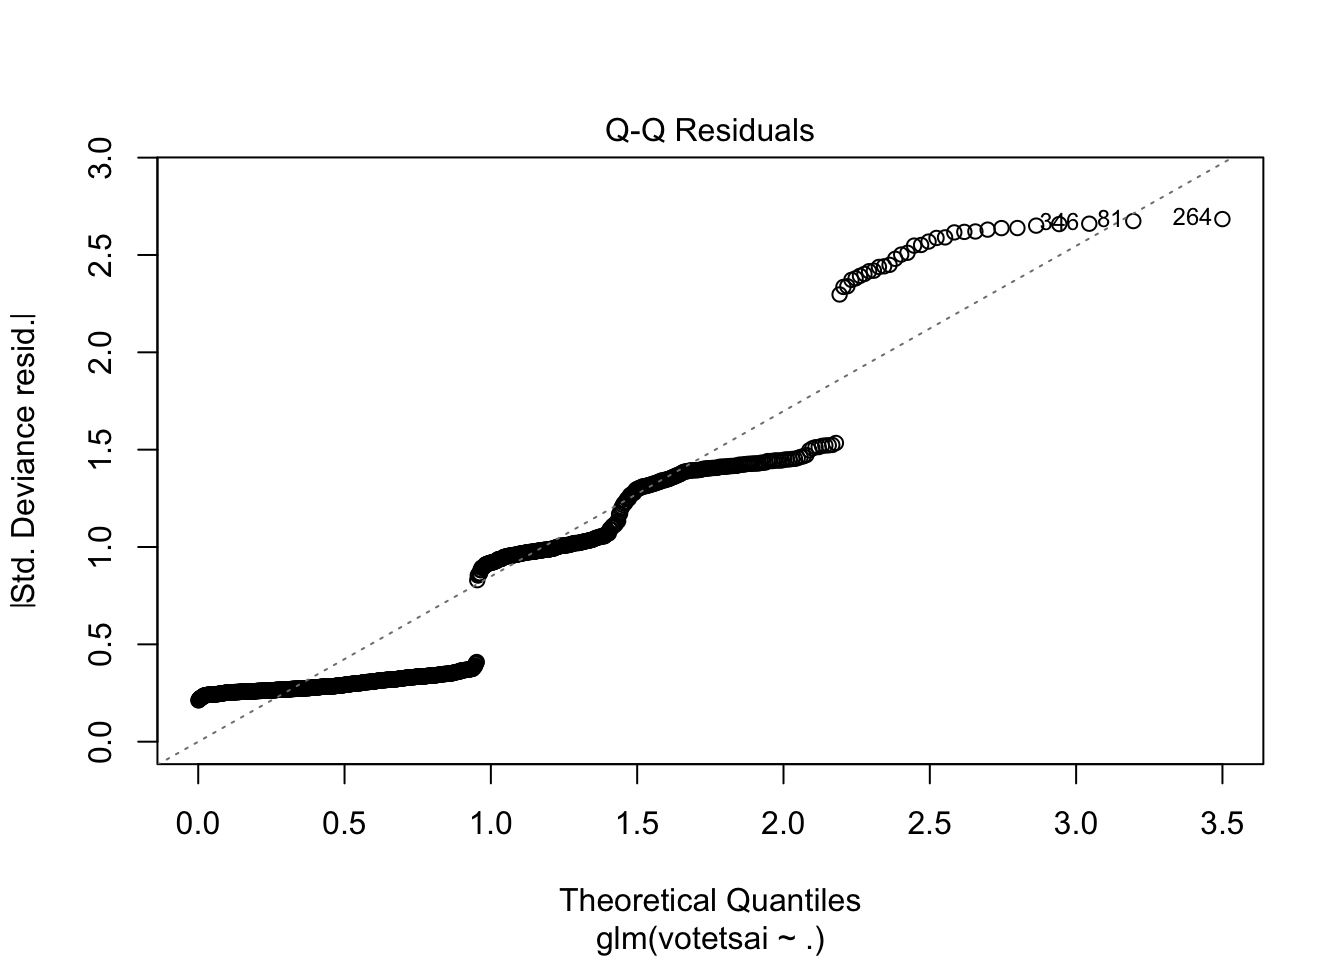 Q-Q Residuals
|Std. Deviance resid.|
3.0
2.5
2.0
1.5
1.0
0.5
0.0
346
81
264
0.0 0.5 1.0 1.5 2.0 2.5 3.0 3.5
Theoretical Quantiles
glm(votetsai ~ .)